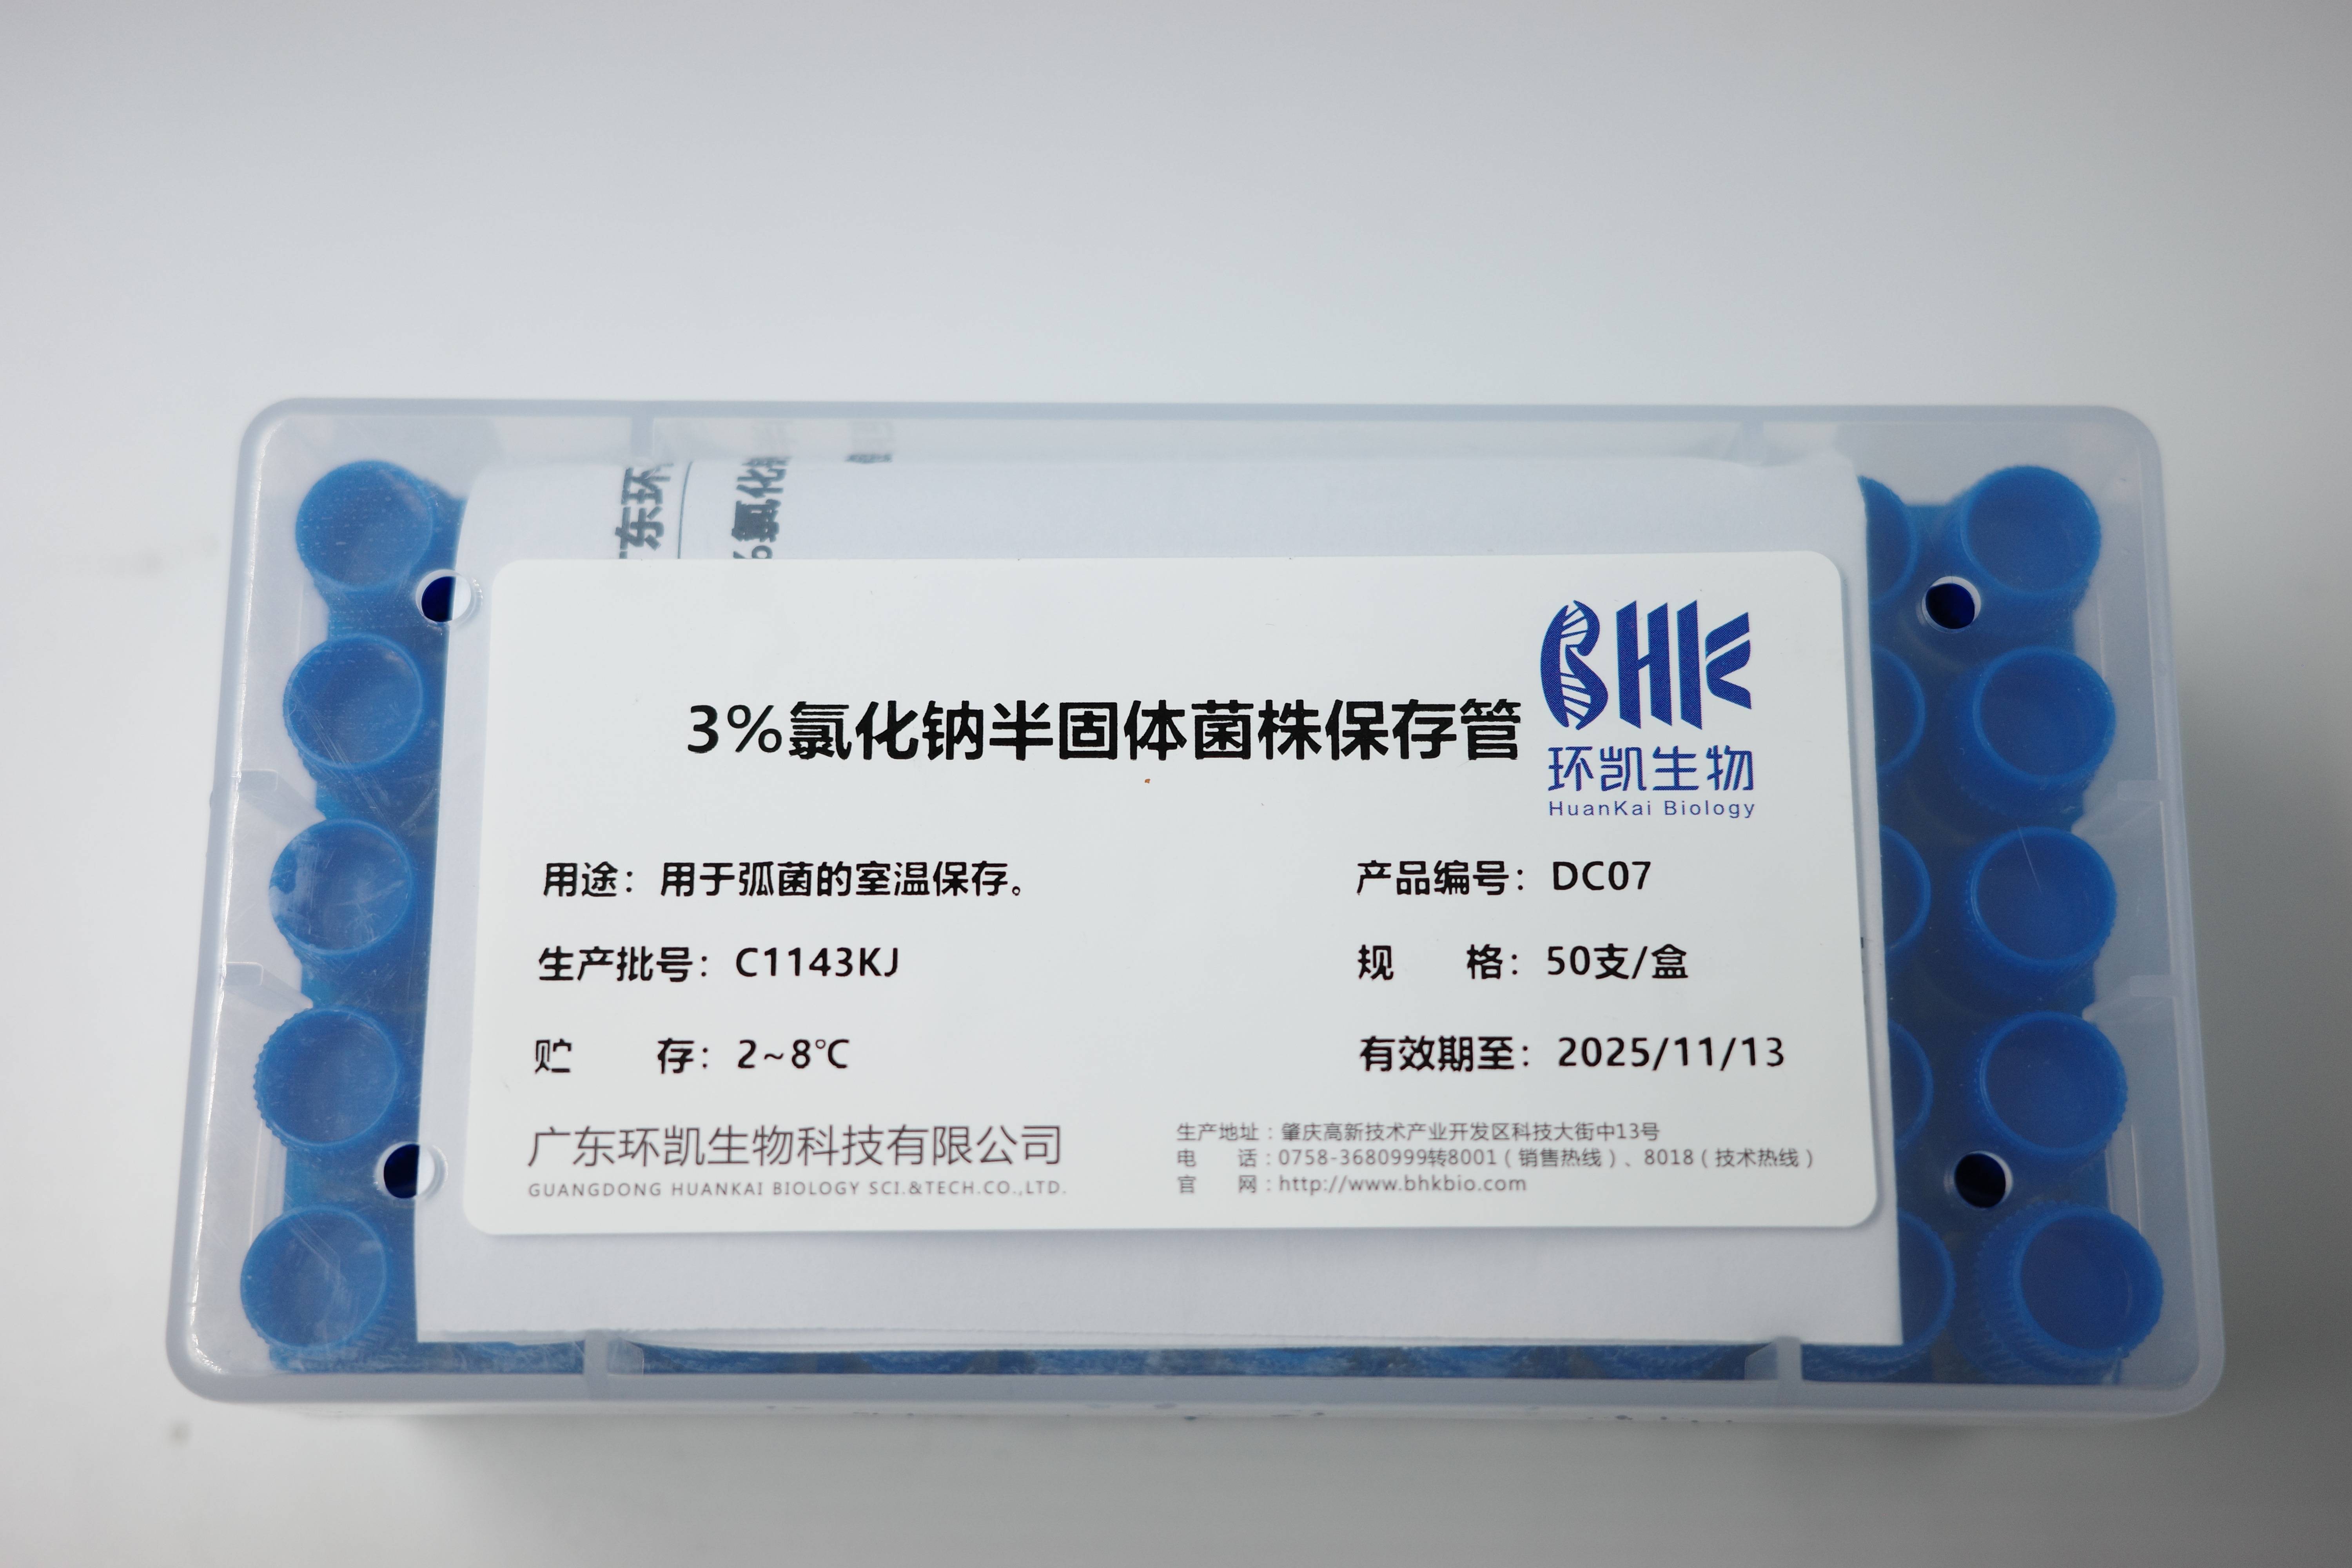 东环
%氯化
BHK
环凯生物
HuanKai Biology
3%氯化钠半固体菌株保存管
用途：用于弧菌的室温保存。
产品编号：DC07
生产批号：C1143KJ
规 格：50支/盒
贮 存：2~8℃
有效期至：2025/11/13
广东环凯生物科技有限公司
GUANGDONG HUANKAI BIOLOGY SCI.&TECH.CO.,LTD.
生产地址：肇庆高新技术产业开发区科技大街中13号
电 话：0758-3680999转8001（销售热线）、8018（技术热线）
官 网：http://www.bhkbio.com